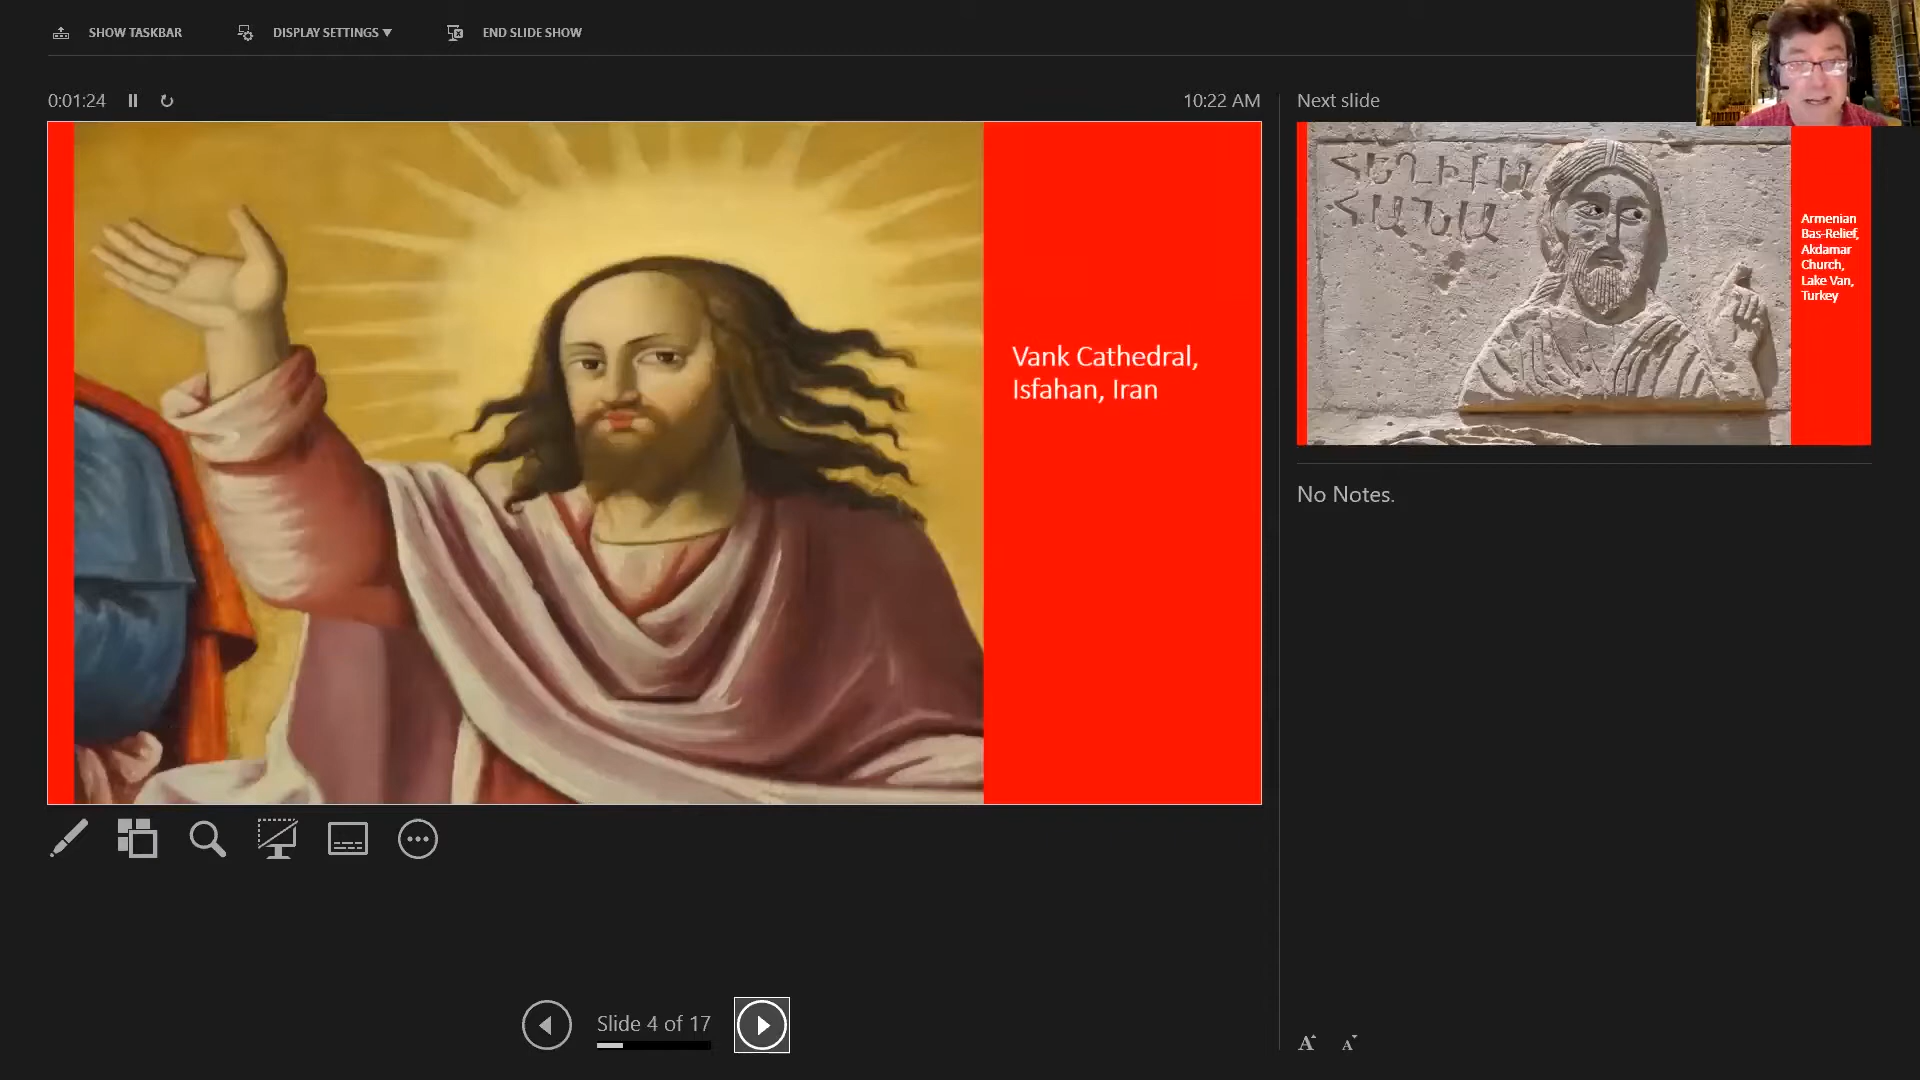 SHOW TASKBAR
DISPLAY SETTINGS ▼
END SLIDE SHOW
0:01:24
10:22 AM
Next slide
Vank Cathedral,
Isfahan, Iran
ՀԱՆԱ
Armenian
Bas-Relief,
Akdamar
Church,
Lake Van,
Turkey
No Notes.
Slide 4 of 17
A A